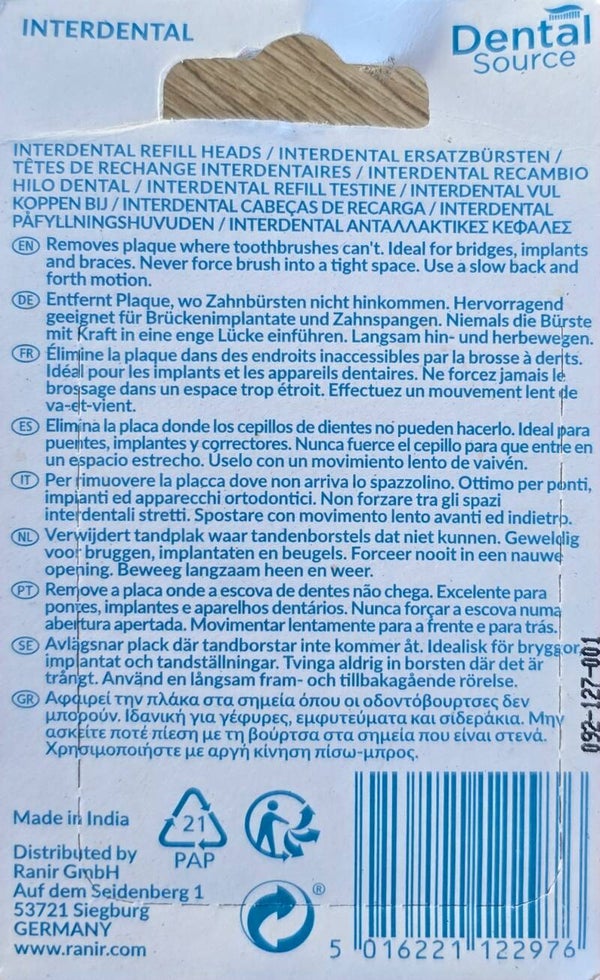 INTERDENTAL
Dental
Source
INTERDENTAL REFILL HEADS / INTERDENTAL ERSATZBÜRSTEN /
TÊTES DE RECHANGE INTERDENTAIRES / INTERDENTAL RECAMBIO
HILO DENTAL / INTERDENTAL REFILL TESTINE / INTERDENTAL VUL
KOPPEN BIJ / INTERDENTAL CABEÇAS DE RECARGA / INTERDENTAL
PÅFYLLNINGSHUVUDEN / INTERDENTAL ΑΝΤΑΛΛΑΚΤΙΚΕΣ ΚΕΦΑΛΕΣ
EN Removes plaque where toothbrushes can't. Ideal for bridges, implants
and braces. Never force brush into a tight space. Use a slow back and
forth motion.
DE Entfernt Plaque, wo Zahnbürsten nicht hinkommen. Hervorragend
geeignet für Brückenimplantate und Zahnspangen. Niemals die Bürste
mit Kraft in eine enge Lücke einführen. Langsam hin- und herbewegen.
FR Élimine la plaque dans des endroits inaccessibles par la brosse à dents.
Idéal pour les implants et les appareils dentaires. Ne forcez jamais le
brossage dans un espace trop étroit. Effectuez un mouvement lent de
va-et-vient.
ES Elimina la placa donde los cepillos de dientes no pueden hacerlo. Ideal para
puentes, implantes y correctores. Nunca fuerce el cepillo para que entre en
un espacio estrecho. Úselo con un movimiento lento de vaivén.
IT Per rimuovere la placca dove non arriva lo spazzolino. Ottimo per ponti,
impianti ed apparecchi ortodontici. Non forzare tra gli spazi
interdentali stretti. Spostare con movimento lento avanti ed indietro.
NL Verwijdert tandplak waar tandenborstels dat niet kunnen. Geweldig
voor bruggen, implantaten en beugels. Forceer nooit in een nauwe
opening. Beweeg langzaam heen en weer.
PT Remove a placa onde a escova de dentes não chega. Excelente para
pontes, implantes e aparelhos dentários. Nunca forçar a escova numa
abertura apertada. Movimentar lentamente para a frente e para trás.
SE Avlägsnar plack där tandborstar inte kommer åt. Idealisk för bryggor,
implantat och tandställningar. Tvinga aldrig in borsten där det är
trångt. Använd en långsam fram- och tillbakagående rörelse.
GR Αφαιρεί την πλάκα στα σημεία όπου οι οδοντόβουρτσες δεν
μπορούν. Ιδανική για γέφυρες, εμφυτεύματα και σιδεράκια. Μην
ασκείτε ποτέ πίεση με τη βούρτσα στα σημεία που είναι στενά.
Χρησιμοποιήστε με αργή κίνηση πίσω-μπρος.
092-127-001
Made in India
21
PAP
Distributed by
Ranir GmbH
Auf dem Seidenberg 1
53721 Siegburg
GERMANY
www.ranir.com
®
5 016221 122976